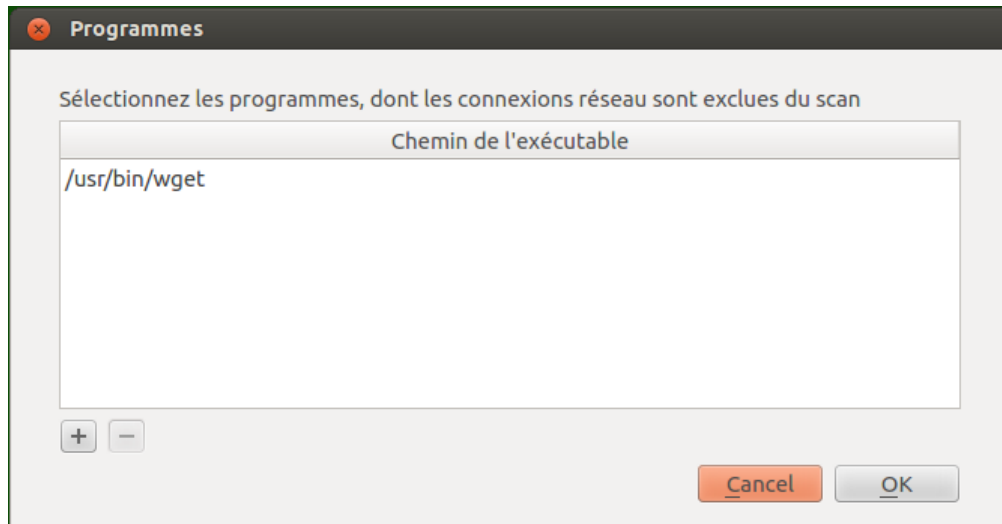 Programmes
Sélectionnez les programmes, dont les connexions réseau sont exclues du scan
Chemin de l'exécutable
/usr/bin/wget
+ −
Cancel OK